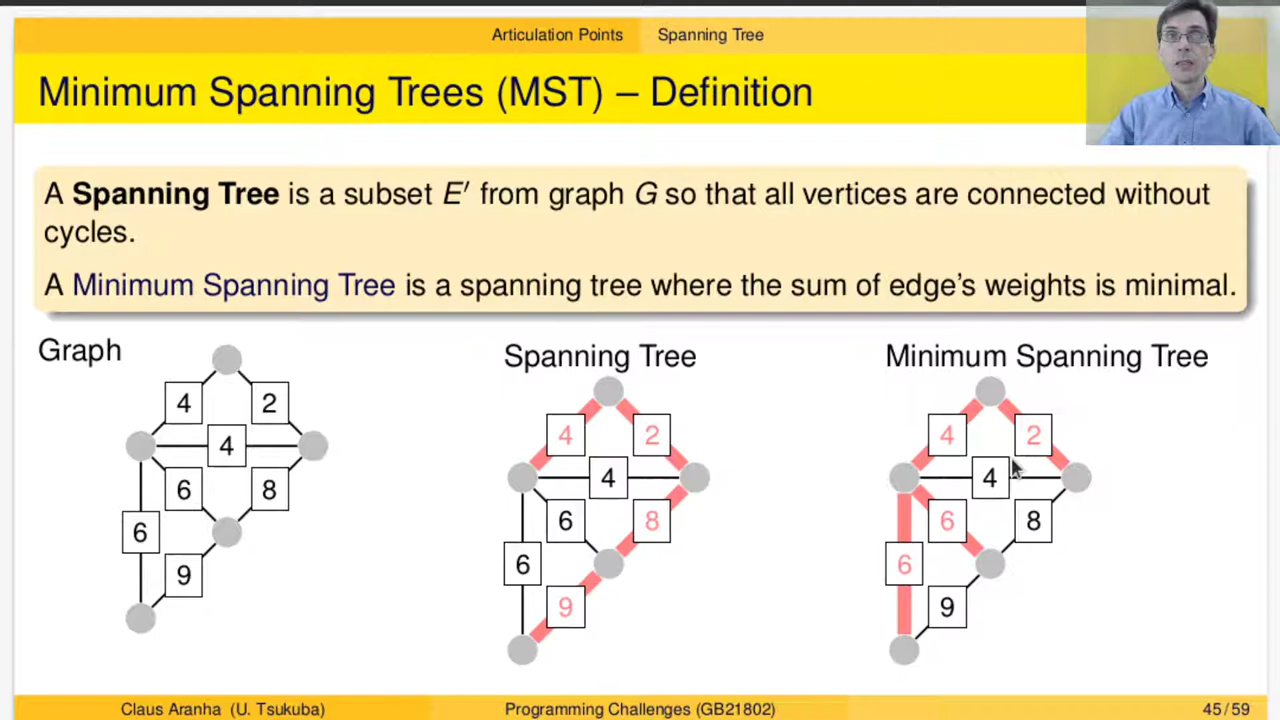 Articulation Points Spanning Tree
Minimum Spanning Trees (MST) – Definition
A Spanning Tree is a subset E′ from graph G so that all vertices are connected without
cycles.
A Minimum Spanning Tree is a spanning tree where the sum of edge's weights is minimal.
Graph
4 2
4
6 8
6
9
Spanning Tree
4 2
4
6 8
6
9
Minimum Spanning Tree
4 2
4
6 8
6
9
Claus Aranha (U. Tsukuba) Programming Challenges (GB21802) 45 / 59